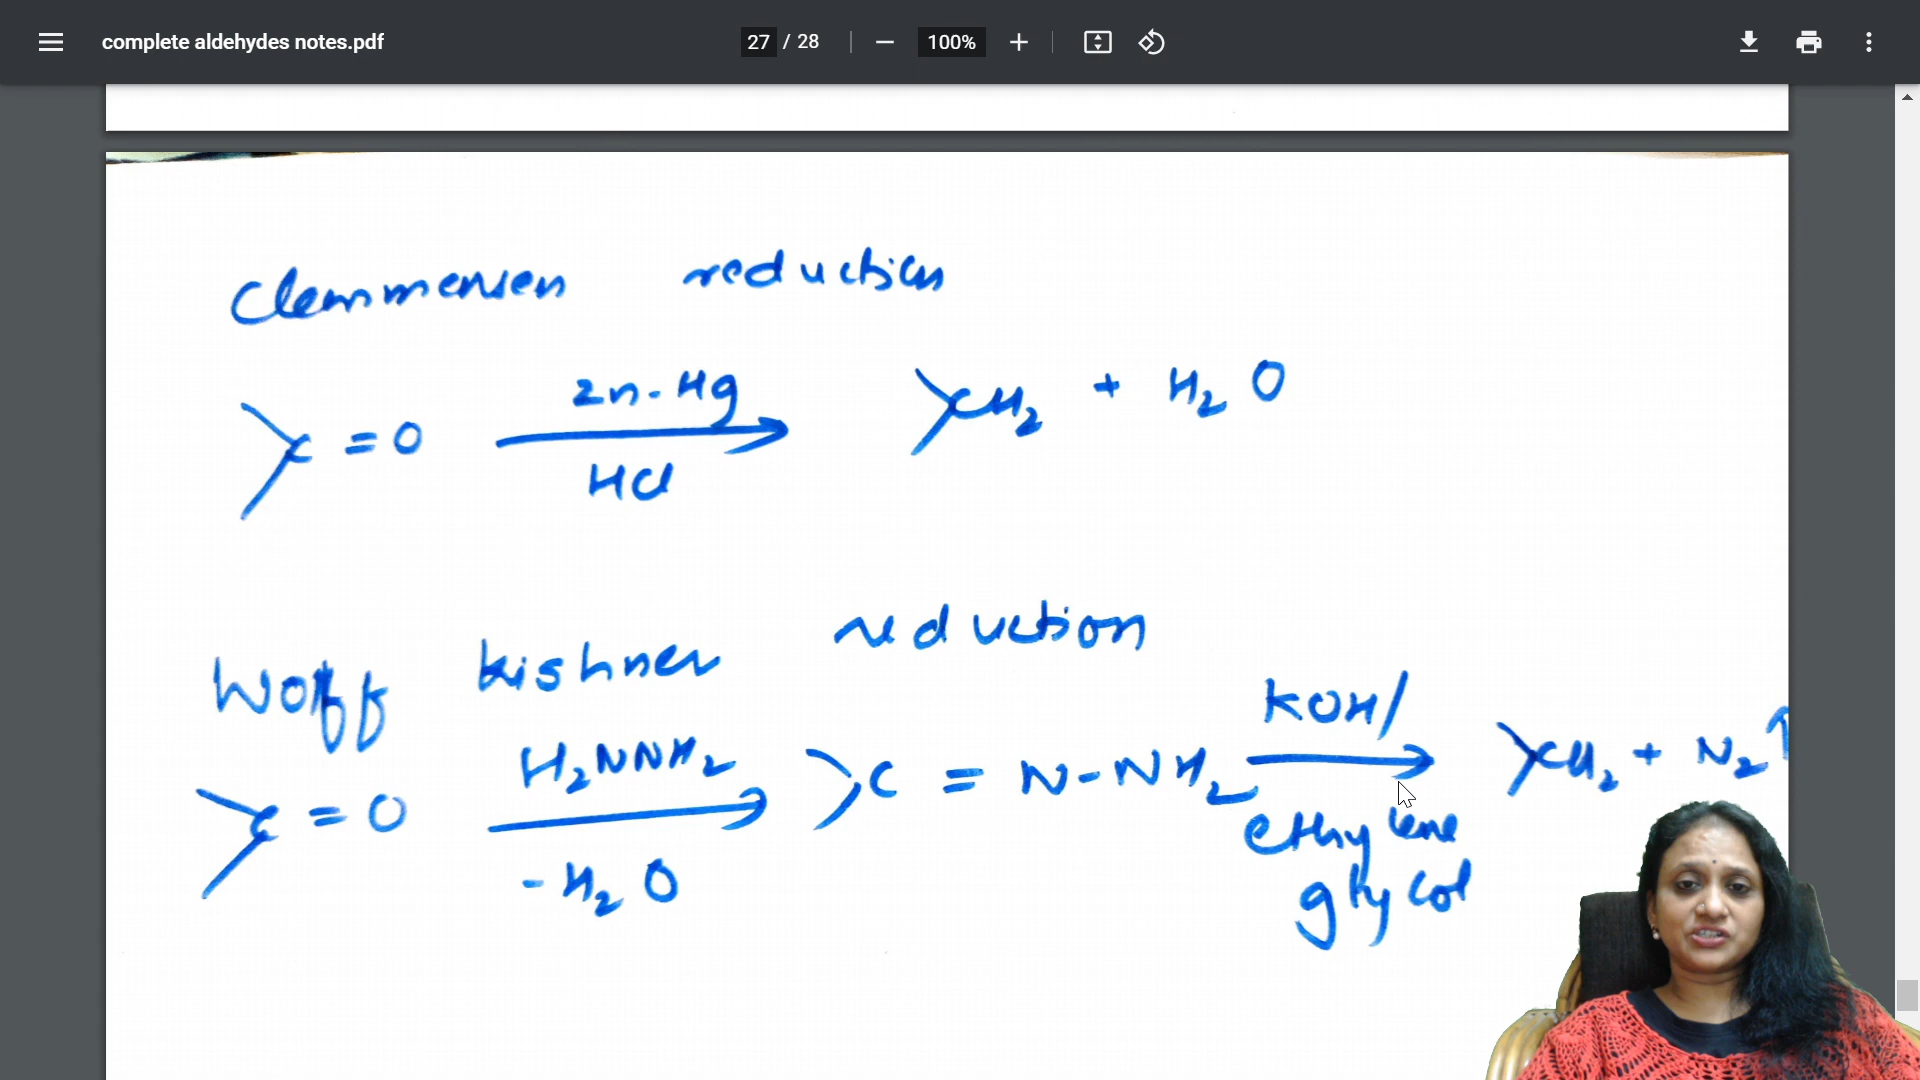 complete aldehydes notes.pdf
27 / 28
100%
Clemmensen reduction
>C = O Zn-Hg HCl >CH₂ + H₂O
Wolff kishner reduction
>C = O H₂NNH₂ -H₂O >C = N-NH₂ KOH/ ethylene glycol >CH₂ + N₂↑